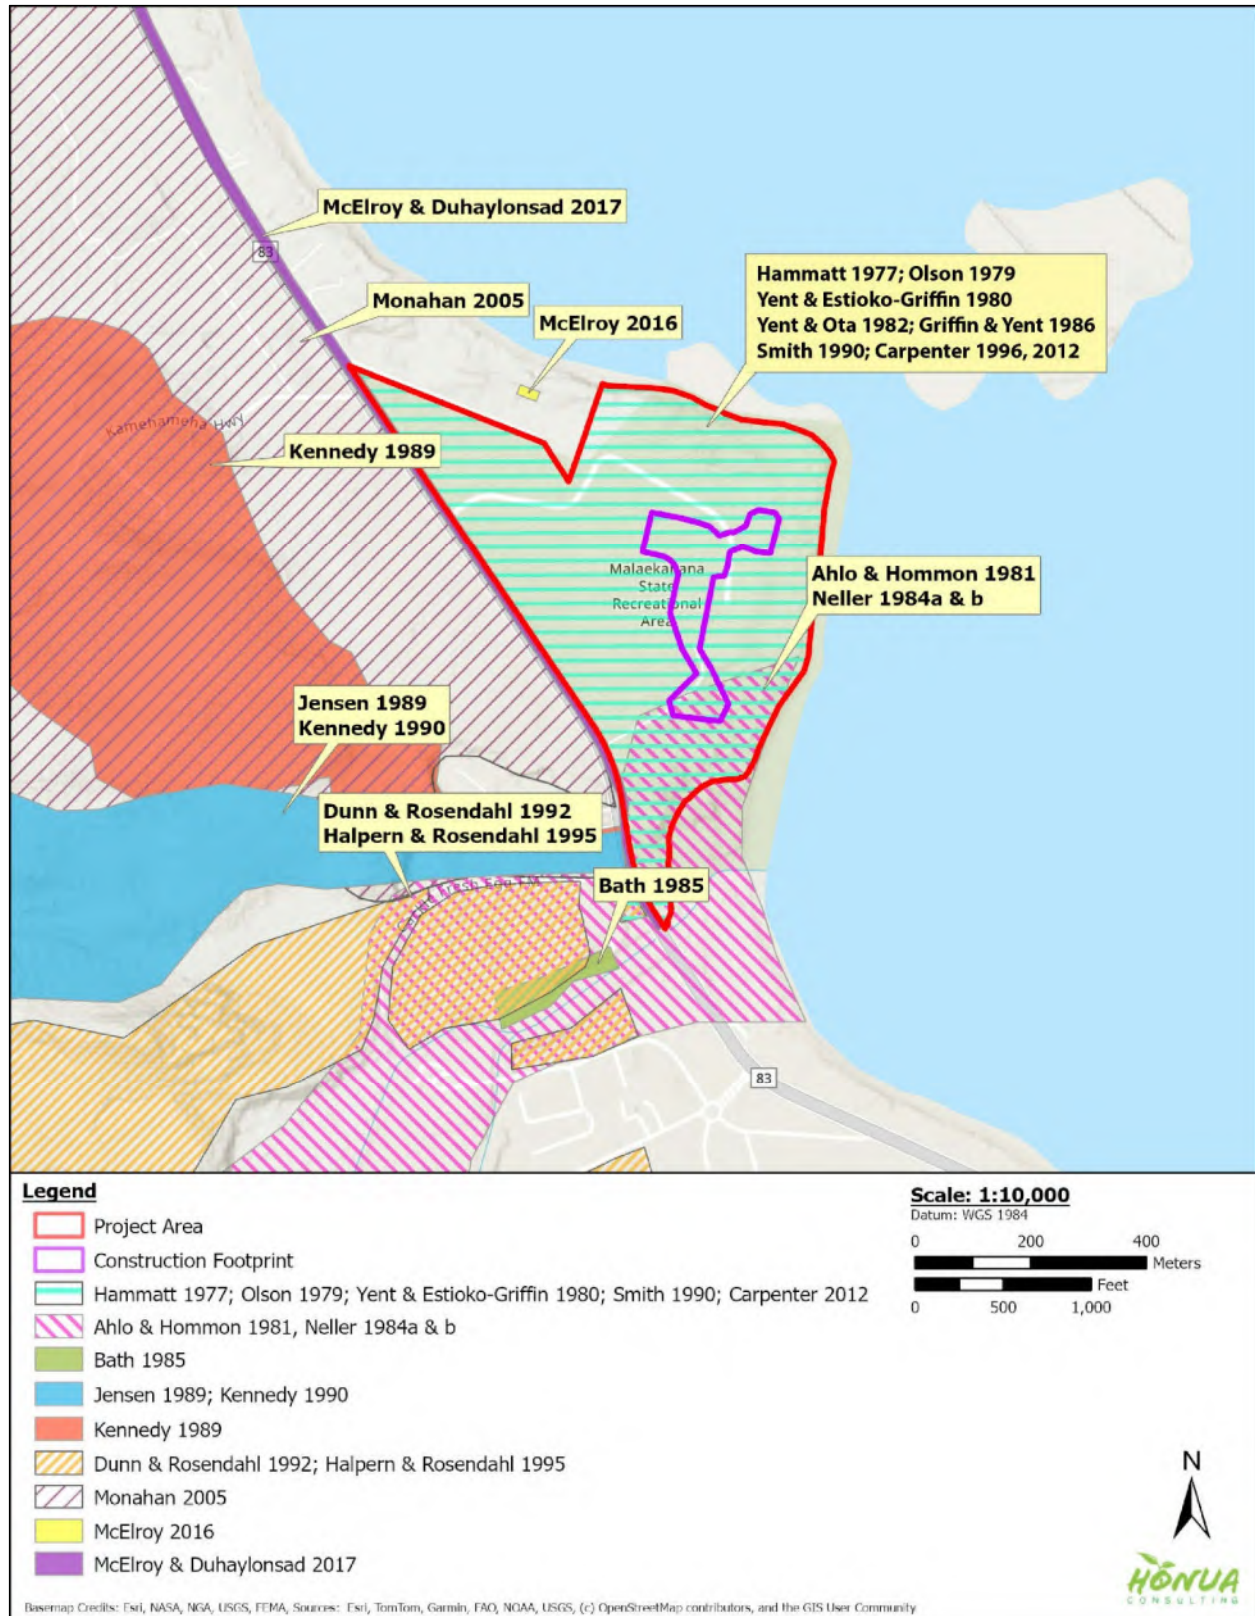 McElroy & Duhaylonsad 2017
83
Hammatt 1977; Olson 1979
Yent & Estioko-Griffin 1980
Yent & Ota 1982; Griffin & Yent 1986
Smith 1990; Carpenter 1996, 2012
Monahan 2005
McElroy 2016
Kamehameha Hwy
Kennedy 1989
Malaekahana
State
Recreational
Area
Ahlo & Hommon 1981
Neller 1984a & b
Jensen 1989
Kennedy 1990
Dunn & Rosendahl 1992
Halpern & Rosendahl 1995
Bath 1985
83
Legend
Project Area
Construction Footprint
Hammatt 1977; Olson 1979; Yent & Estioko-Griffin 1980; Smith 1990; Carpenter 2012
Ahlo & Hommon 1981, Neller 1984a & b
Bath 1985
Jensen 1989; Kennedy 1990
Kennedy 1989
Dunn & Rosendahl 1992; Halpern & Rosendahl 1995
Monahan 2005
McElroy 2016
McElroy & Duhaylonsad 2017
Scale: 1:10,000
Datum: WGS 1984
0 200 400
Meters
Feet
0 500 1,000
N
HONUA
CONSULTING
Basemap Credits: Esri, NASA, NGA, USGS, FEMA, Sources: Esri, TomTom, Garmin, FAO, NOAA, USGS, (c) OpenStreetMap contributors, and the GIS User Community